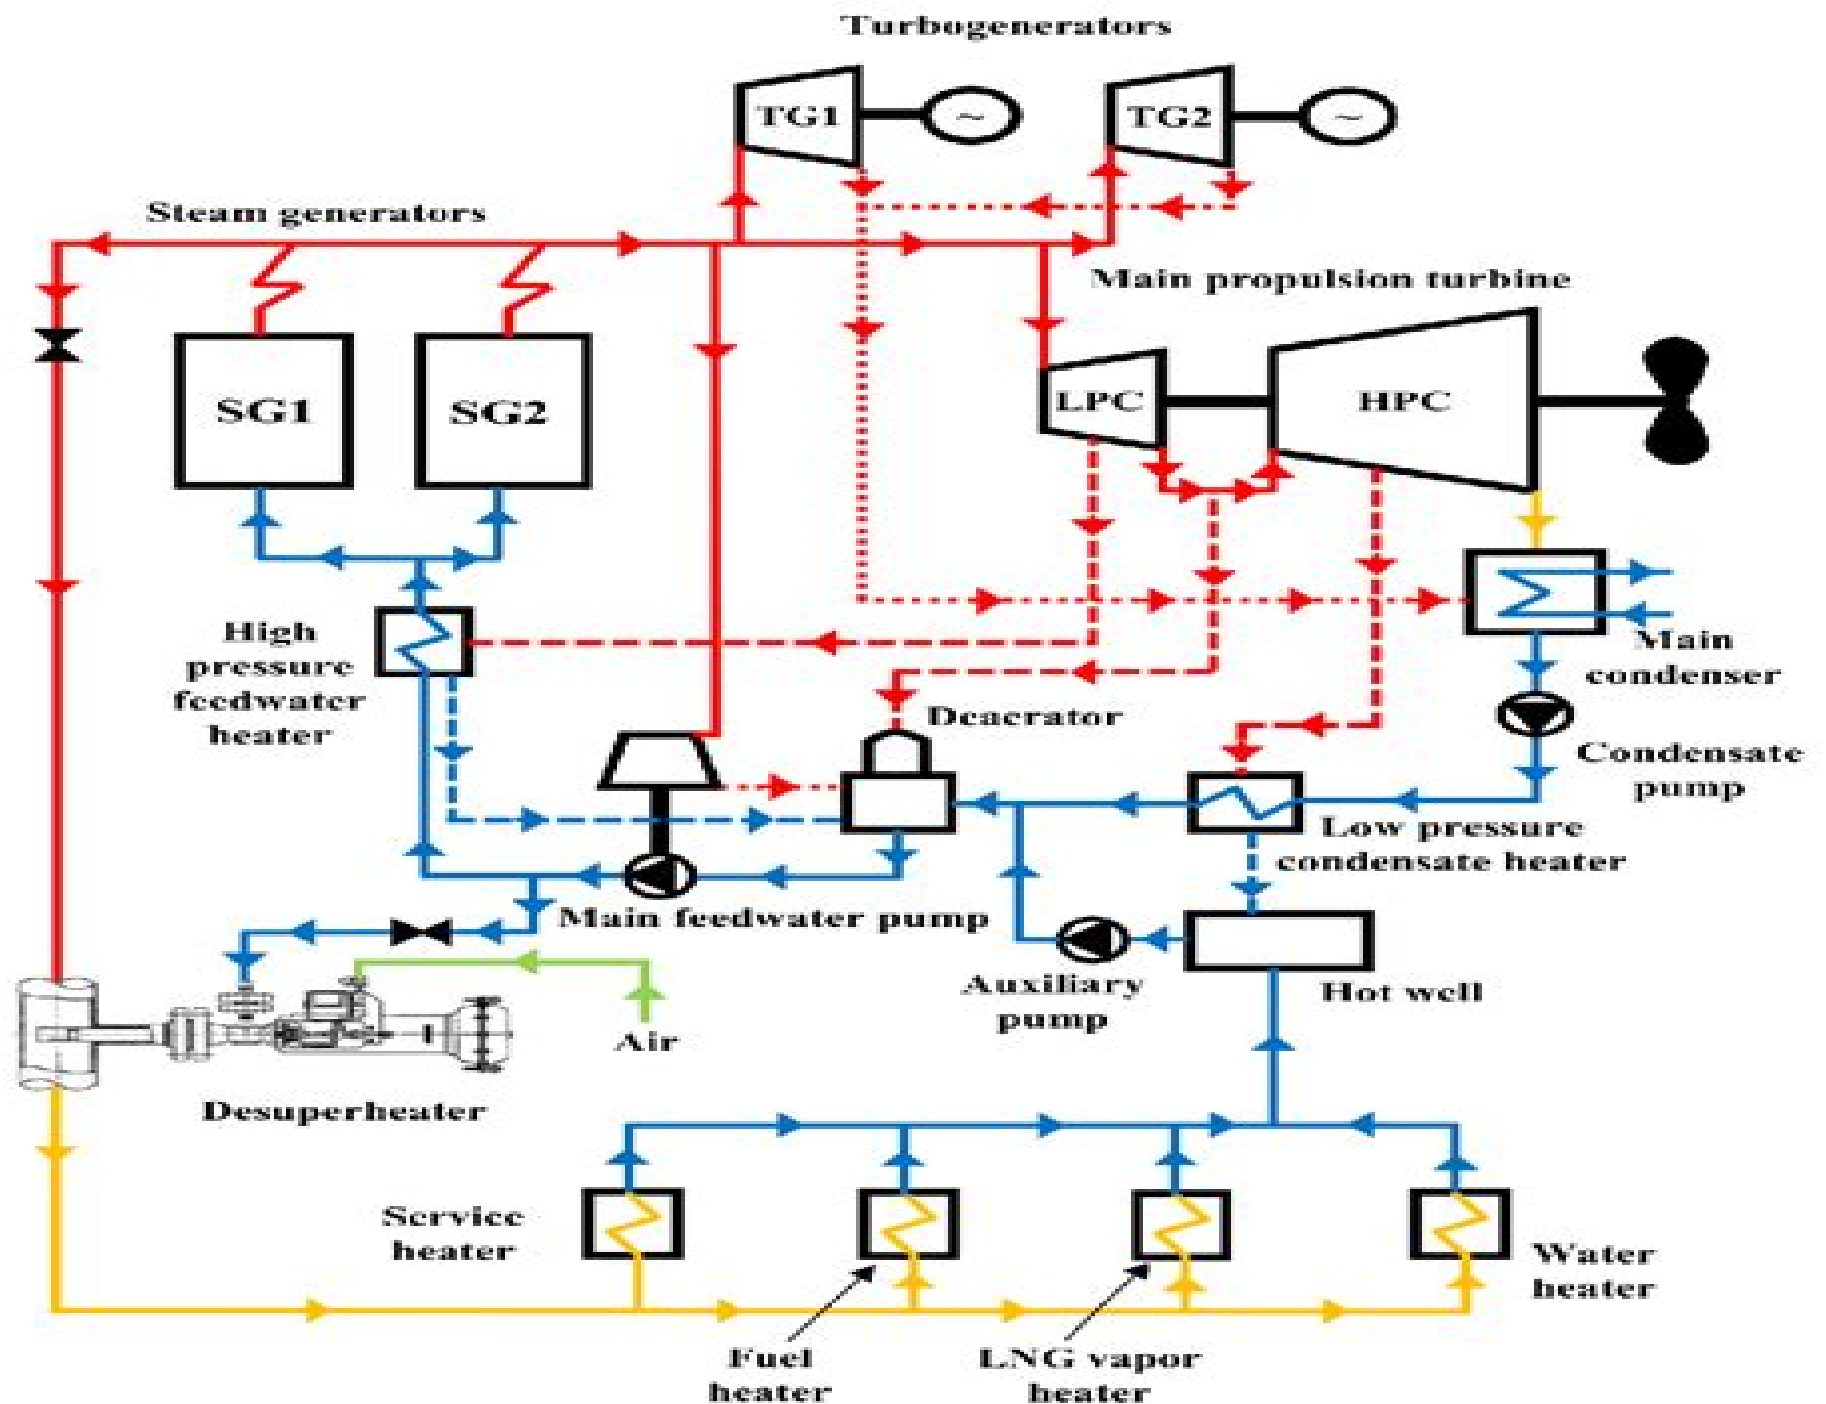 Turbogenerators
TG1
~
TG2
~
Steam generators
Main propulsion turbine
SG1
SG2
LPC
HPC
High
pressure
feedwater
heater
Main
condenser
Deaerator
Condensate
pump
Low pressure
condensate heater
Main feedwater pump
Auxiliary
pump
Hot well
Air
Desuperheater
Service
heater
Water
heater
Fuel
heater
LNG vapor
heater